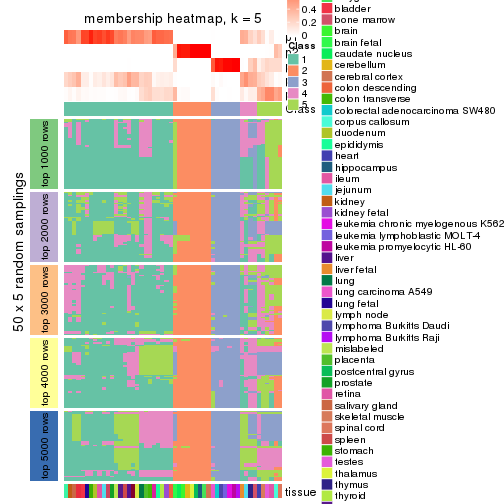 membership heatmap, k = 5
0.4
0.2
0
Class
1
2
3
4
5
Class
50 x 5 random samplings
top 1000 rows
top 2000 rows
top 3000 rows
top 4000 rows
top 5000 rows
tissue
bladder
bone marrow
brain
brain fetal
caudate nucleus
cerebellum
cerebral cortex
colon descending
colon transverse
colorectal adenocarcinoma SW480
corpus callosum
duodenum
epididymis
heart
hippocampus
ileum
jejunum
kidney
kidney fetal
leukemia chronic myelogenous K562
leukemia lymphoblastic MOLT-4
leukemia promyelocytic HL-60
liver
liver fetal
lung
lung carcinoma A549
lung fetal
lymph node
lymphoma Burkitts Daudi
lymphoma Burkitts Raji
mislabeled
placenta
postcentral gyrus
prostate
retina
salivary gland
skeletal muscle
spinal cord
spleen
stomach
testes
thalamus
thymus
thyroid